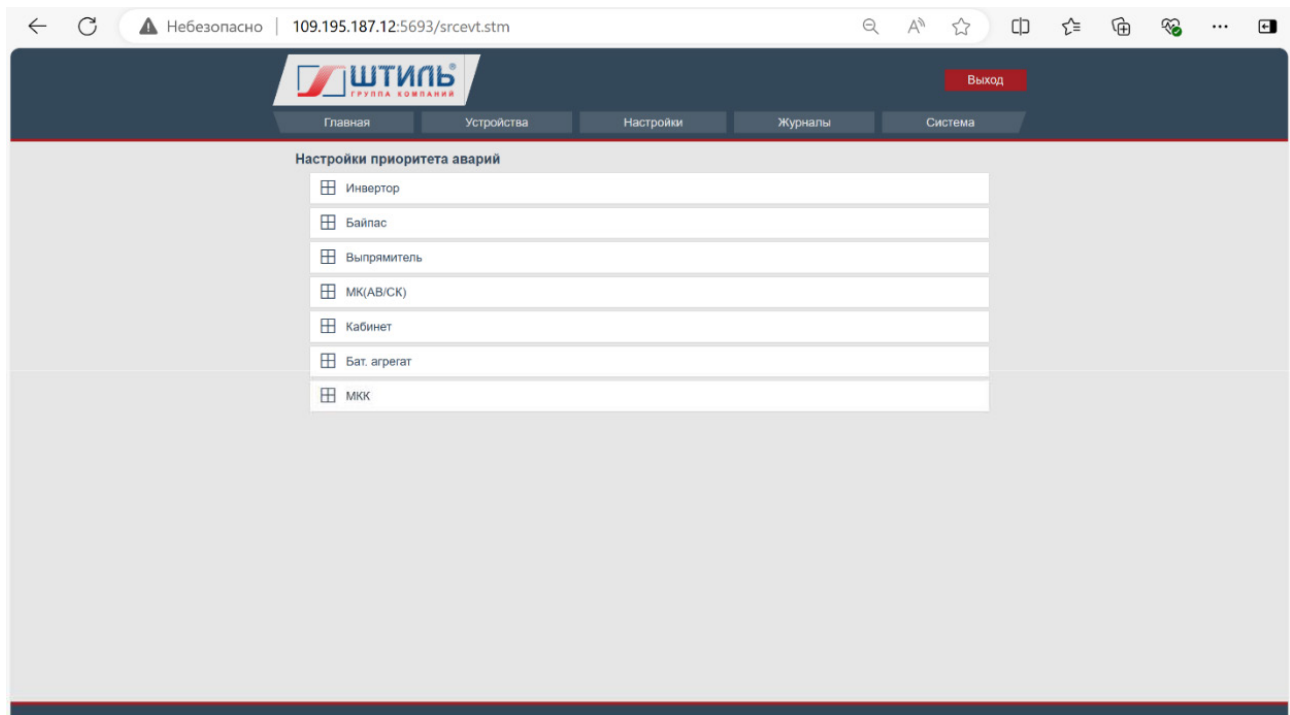 Небезопасно
109.195.187.12:5693/srcevt.stm
ШТИЛЬ®
ГРУППА КОМПАНИЙ
Выход
Главная
Устройства
Настройки
Журналы
Система
Настройки приоритета аварий
Инвертор
Байпас
Выпрямитель
МК(АВ/СК)
Кабинет
Бат. агрегат
МКК